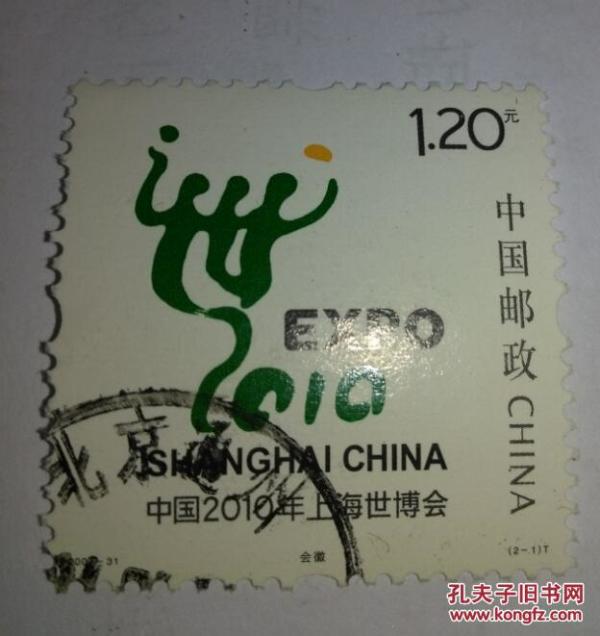 1.20元
中国邮政 CHINA
EXPO
2010
SHANGHAI CHINA
中国2010年上海世博会
北京
会徽
(2-1)T
孔夫子旧书网
www.kongfz.com